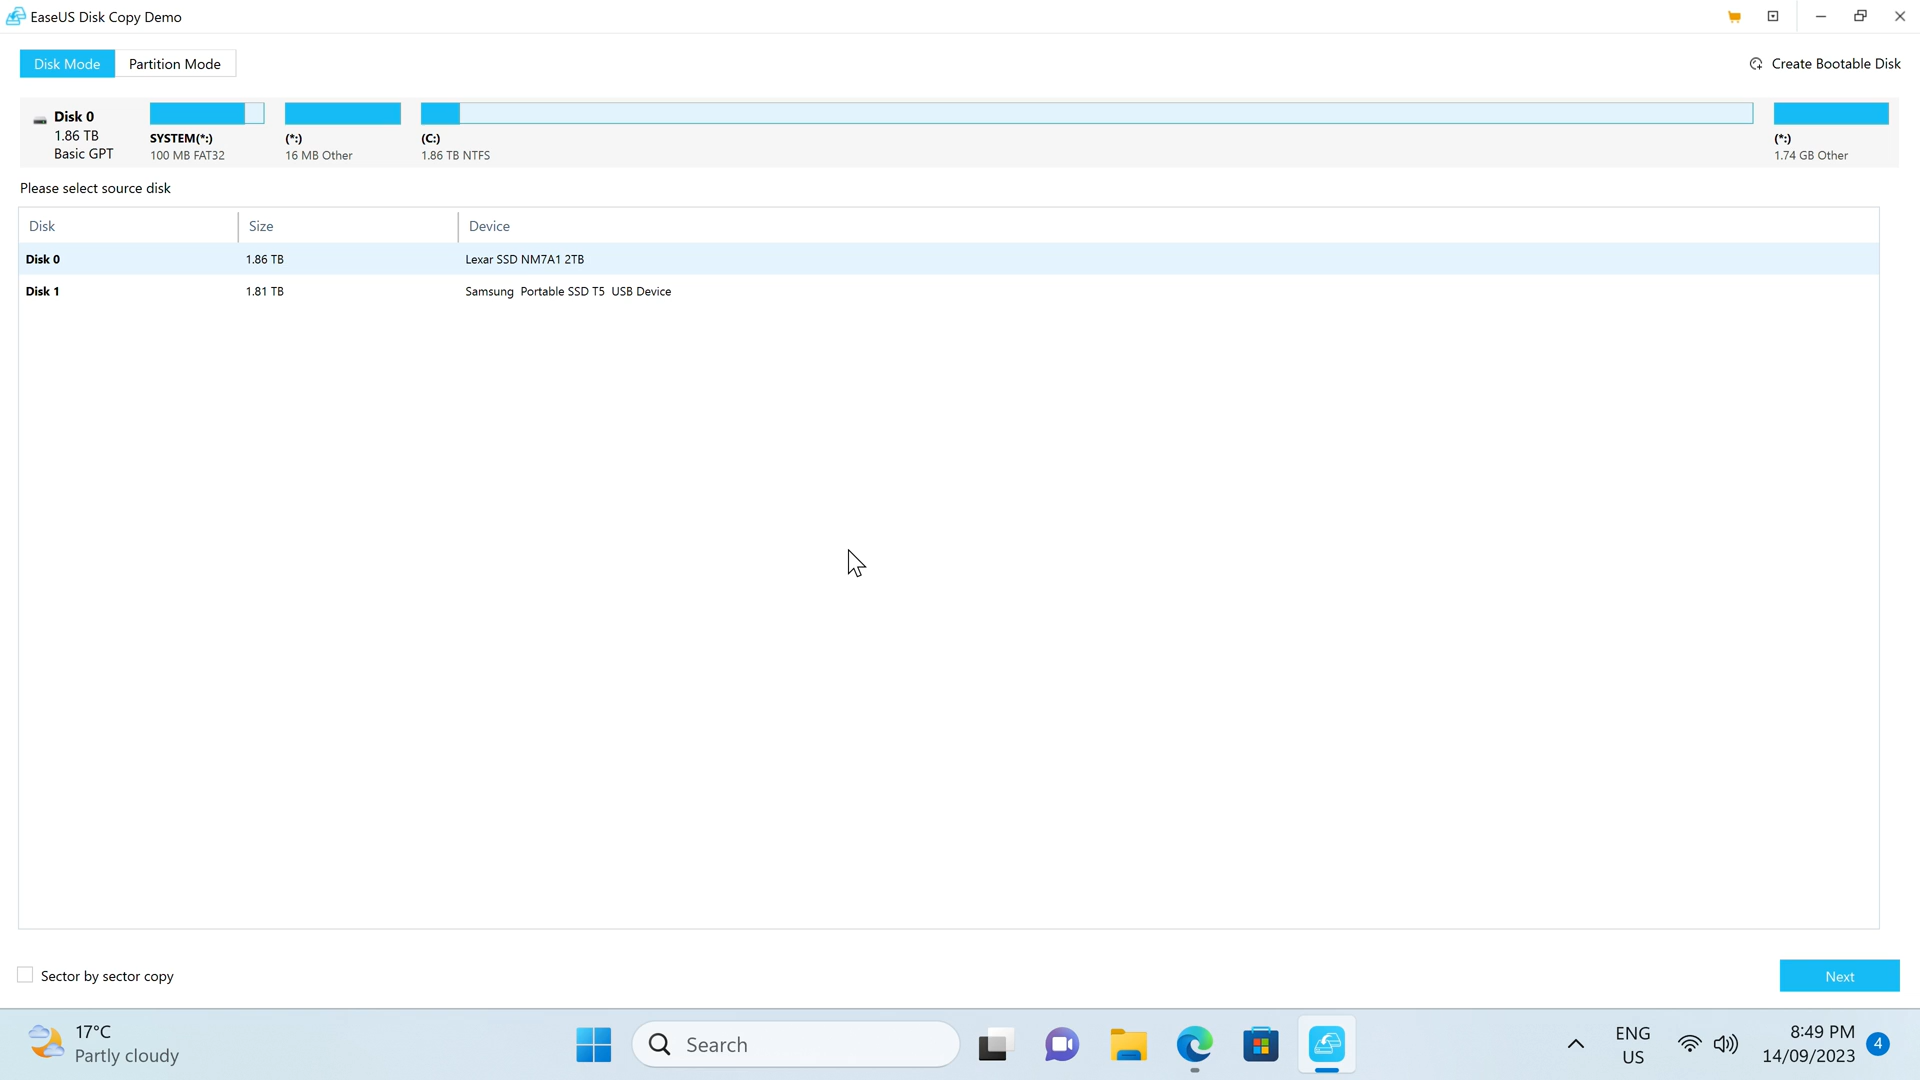 EaseUS Disk Copy Demo
Disk Mode
Partition Mode
Create Bootable Disk
Disk 0
1.86 TB
Basic GPT
SYSTEM(*:)
100 MB FAT32
(*:)
16 MB Other
(C:)
1.86 TB NTFS
(*:)
1.74 GB Other
Please select source disk
Disk Size Device
Disk 0 1.86 TB Lexar SSD NM7A1 2TB
Disk 1 1.81 TB Samsung  Portable SSD T5  USB Device
Sector by sector copy
Next
17°C
Partly cloudy
Search
ENG
US
8:49 PM
14/09/2023
4